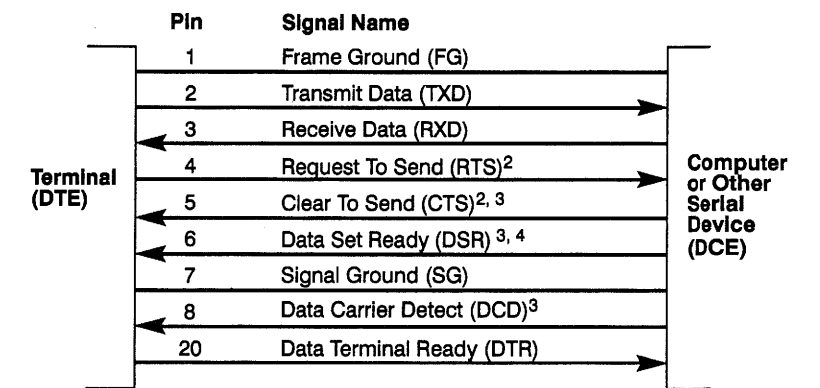 Pin Signal Name
1 Frame Ground (FG)
2 Transmit Data (TXD)
3 Receive Data (RXD)
4 Request To Send (RTS)2
5 Clear To Send (CTS)2, 3
6 Data Set Ready (DSR) 3, 4
7 Signal Ground (SG)
8 Data Carrier Detect (DCD)3
20 Data Terminal Ready (DTR)
Terminal
(DTE)
Computer
or Other
Serial
Device
(DCE)